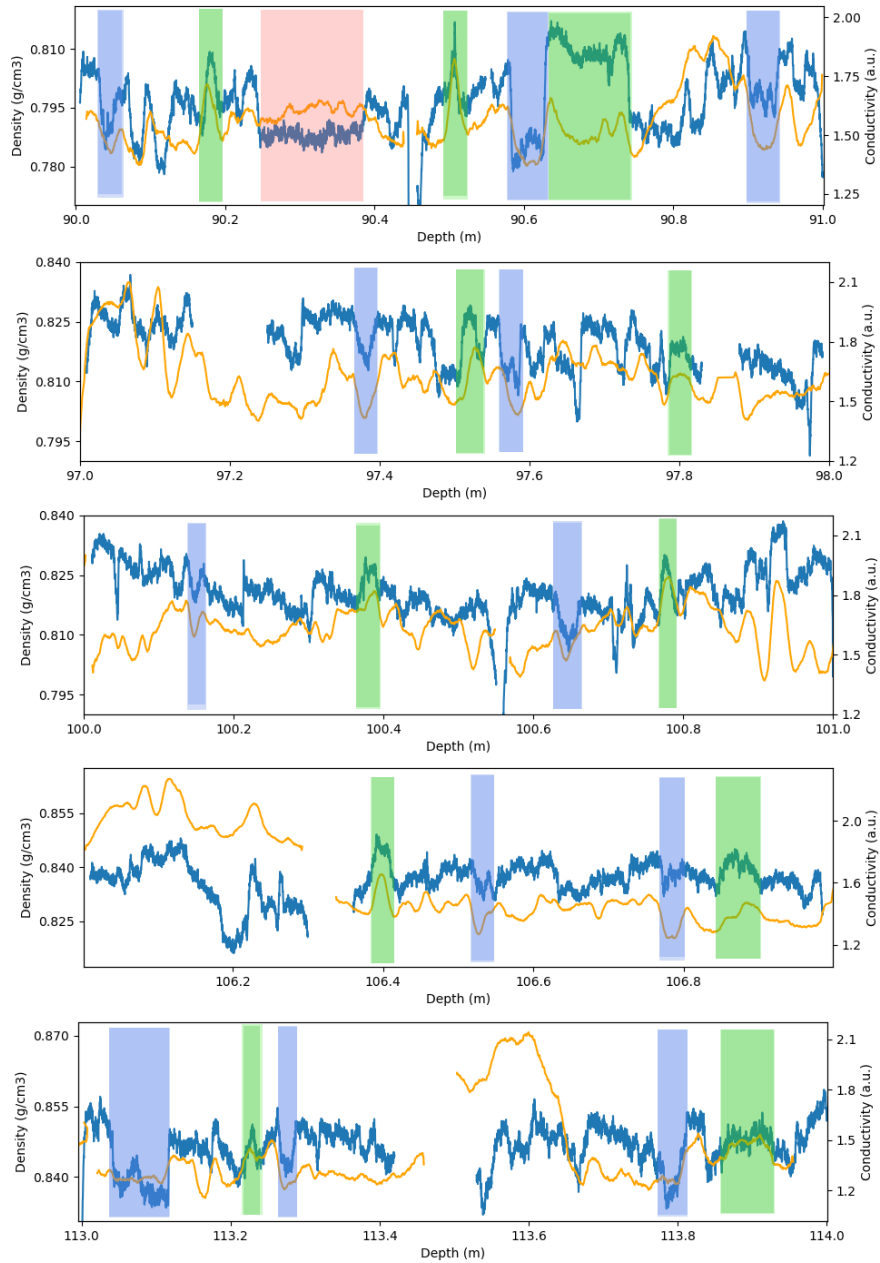 0.810
0.795
0.780
Density (g/cm3)
2.00
1.75
1.50
1.25
Conductivity (a.u.)
90.0 90.2 90.4 90.6 90.8 91.0
Depth (m)
0.840
0.825
0.810
0.795
Density (g/cm3)
2.1
1.8
1.5
1.2
Conductivity (a.u.)
97.0 97.2 97.4 97.6 97.8 98.0
Depth (m)
0.840
0.825
0.810
0.795
Density (g/cm3)
2.1
1.8
1.5
1.2
Conductivity (a.u.)
100.0 100.2 100.4 100.6 100.8 101.0
Depth (m)
0.855
0.840
0.825
Density (g/cm3)
2.0
1.6
1.2
Conductivity (a.u.)
106.2 106.4 106.6 106.8
Depth (m)
0.870
0.855
0.840
Density (g/cm3)
2.1
1.8
1.5
1.2
Conductivity (a.u.)
113.0 113.2 113.4 113.6 113.8 114.0
Depth (m)